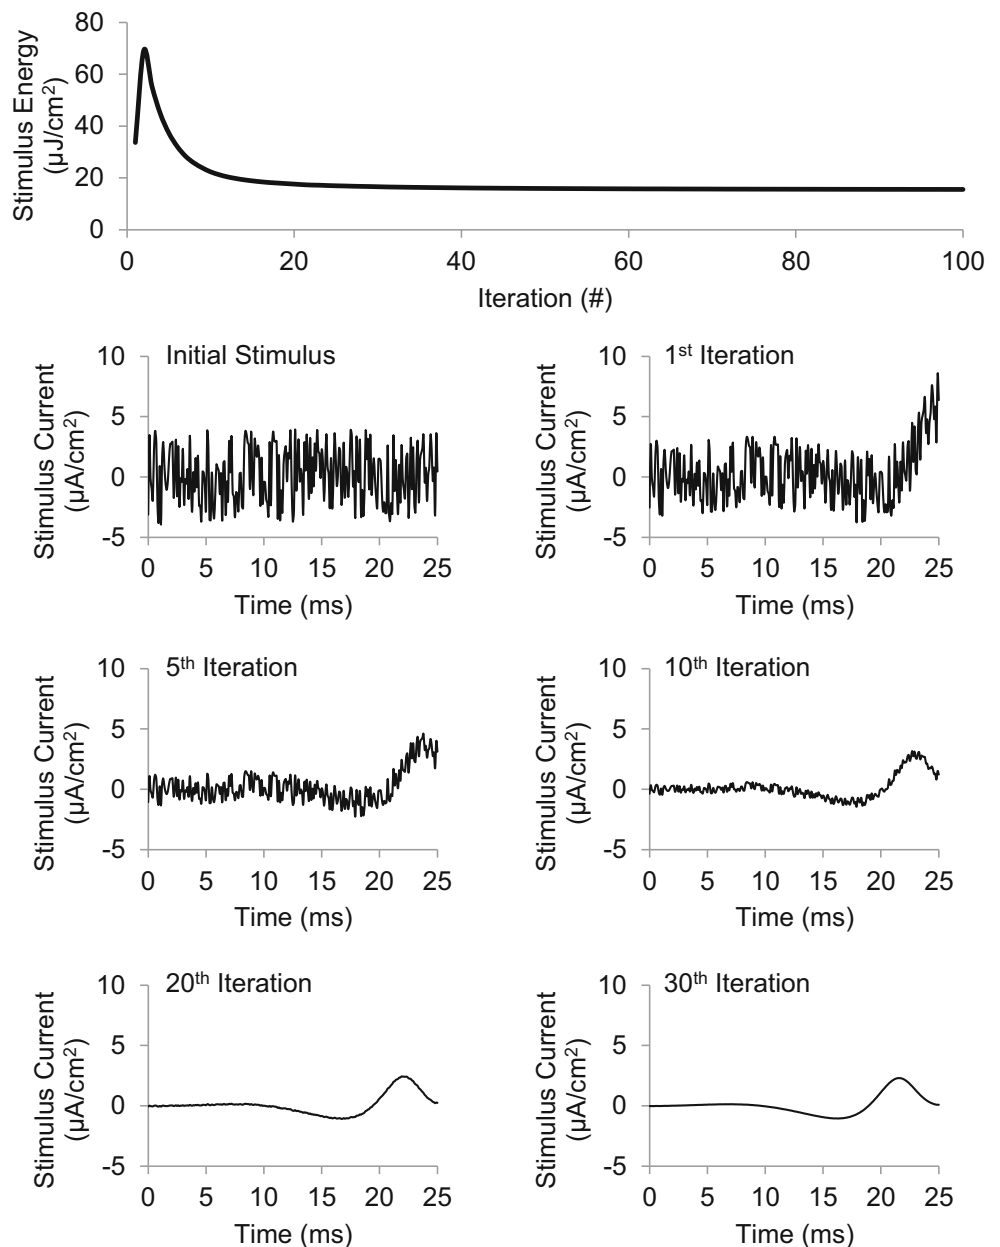 Stimulus Energy
(µJ/cm²)
80
60
40
20
0
0 20 40 60 80 100
Iteration (#)
Initial Stimulus
Stimulus Current
(µA/cm²)
10
5
0
-5
0 5 10 15 20 25
Time (ms)
1st Iteration
Stimulus Current
(µA/cm²)
10
5
0
-5
0 5 10 15 20 25
Time (ms)
5th Iteration
Stimulus Current
(µA/cm²)
10
5
0
-5
0 5 10 15 20 25
Time (ms)
10th Iteration
Stimulus Current
(µA/cm²)
10
5
0
-5
0 5 10 15 20 25
Time (ms)
20th Iteration
Stimulus Current
(µA/cm²)
10
5
0
-5
0 5 10 15 20 25
Time (ms)
30th Iteration
Stimulus Current
(µA/cm²)
10
5
0
-5
0 5 10 15 20 25
Time (ms)